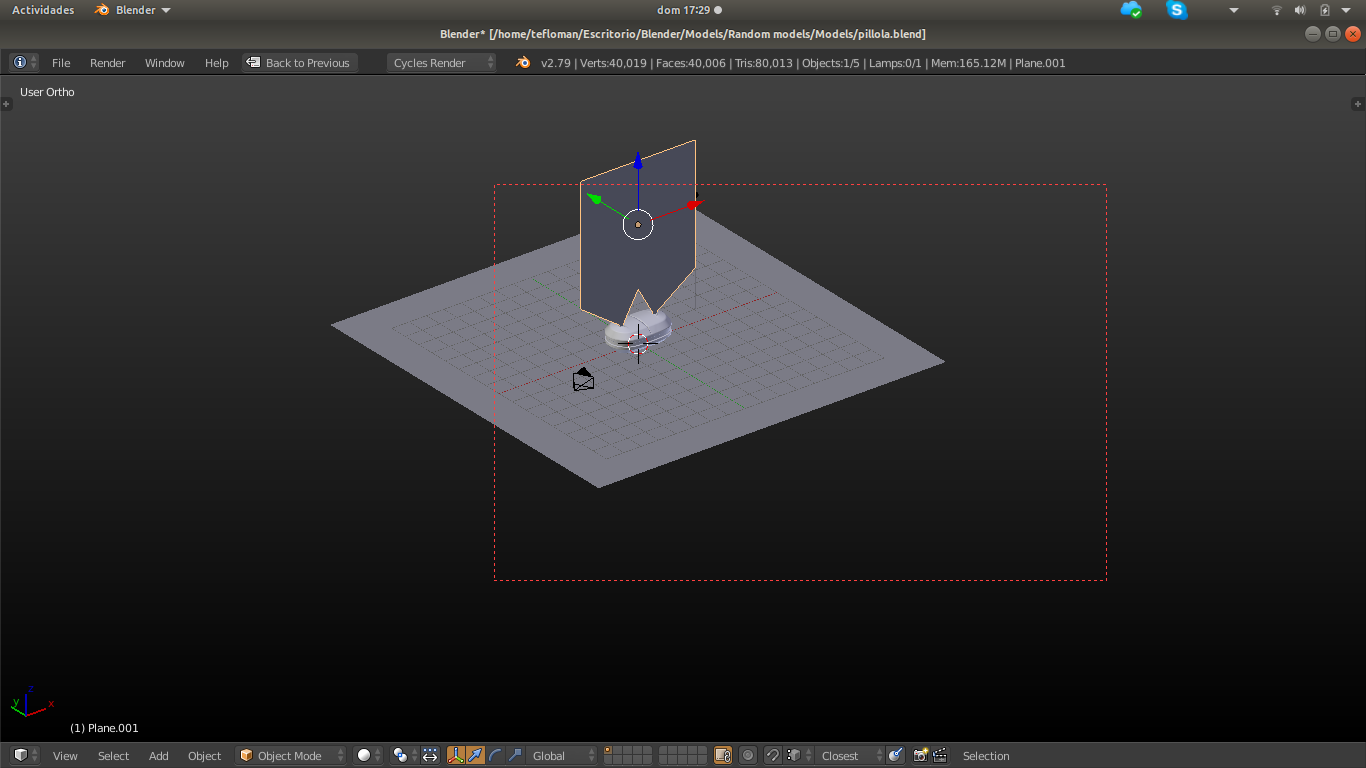 Actividades Blender dom 17:29
Blender* [/home/tefloman/Escritorio/Blender/Models/Random models/Models/pillola.blend]
File Render Window Help Back to Previous Cycles Render v2.79 | Verts:40,019 | Faces:40,006 | Tris:80,013 | Objects:1/5 | Lamps:0/1 | Mem:165.12M | Plane.001
User Ortho
z
y x
(1) Plane.001
View Select Add Object Object Mode Global Closest Selection